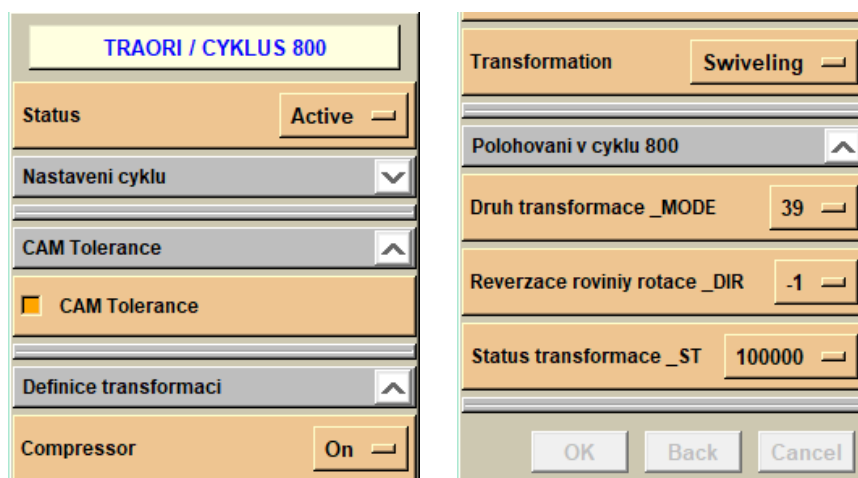 TRAORI / CYKLUS 800
Status Active
Nastaveni cyklu
CAM Tolerance
CAM Tolerance
Definice transformaci
Compressor On
Transformation Swiveling
Polohovani v cyklu 800
Druh transformace _MODE 39
Reverzace roviniy rotace _DIR -1
Status transformace _ST 100000
OK Back Cancel